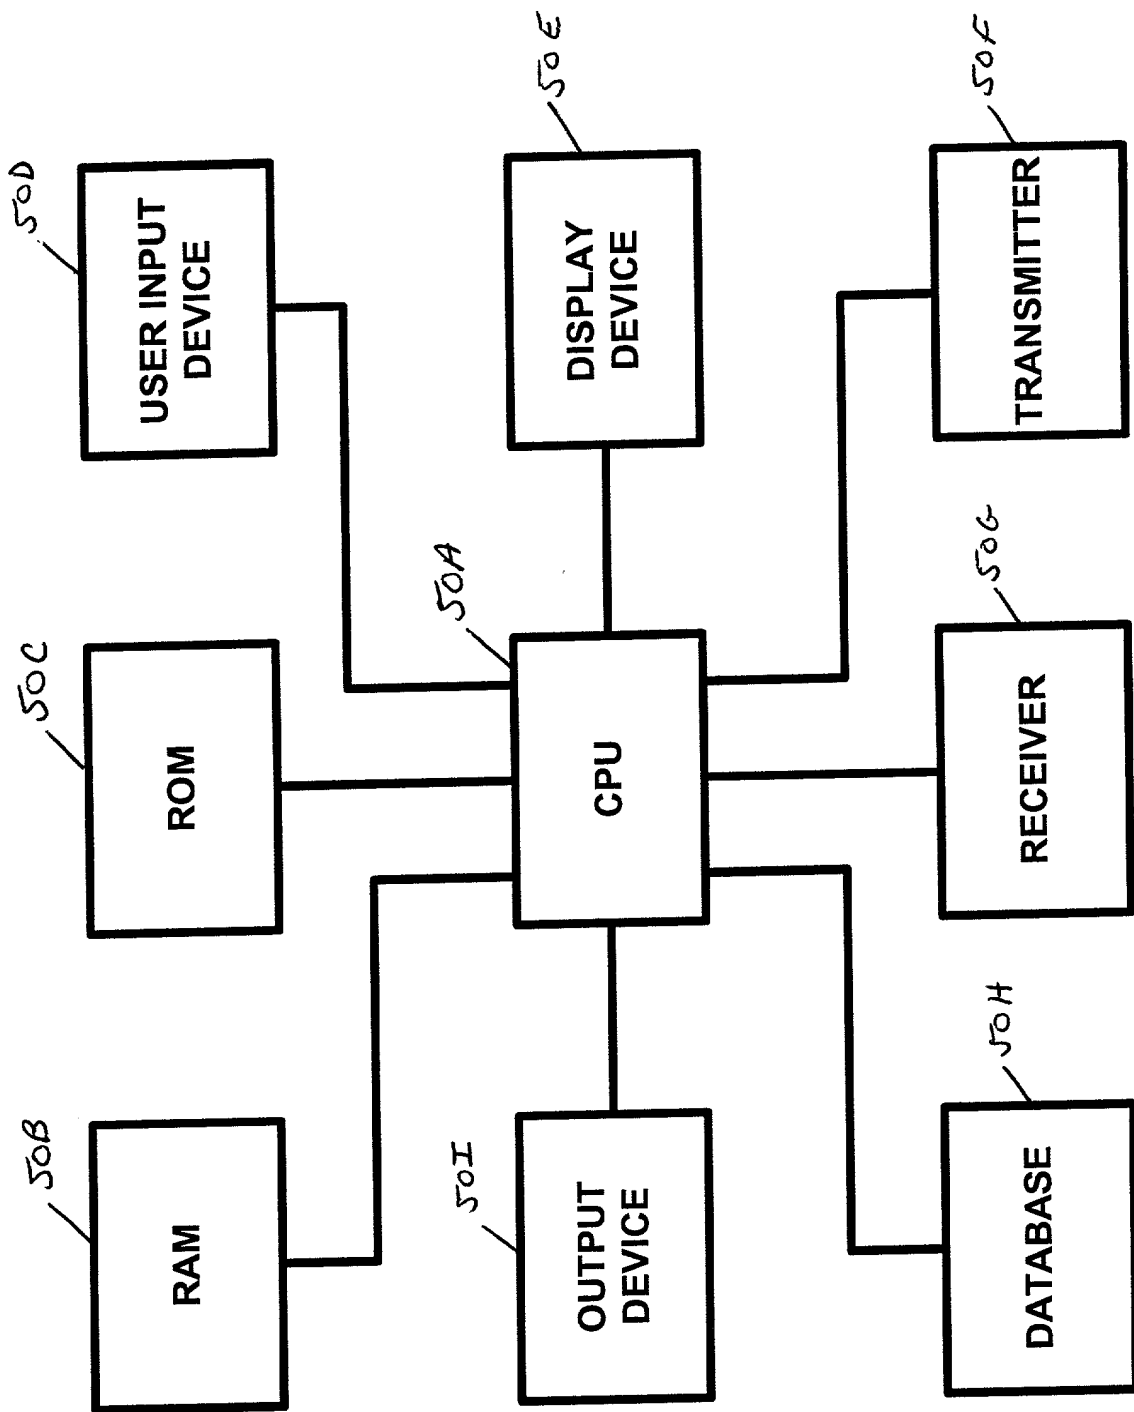 50B
RAM
50C
ROM
50D
USER INPUT
DEVICE
50I
OUTPUT
DEVICE
50A
CPU
50E
DISPLAY
DEVICE
50H
DATABASE
50G
RECEIVER
50F
TRANSMITTER